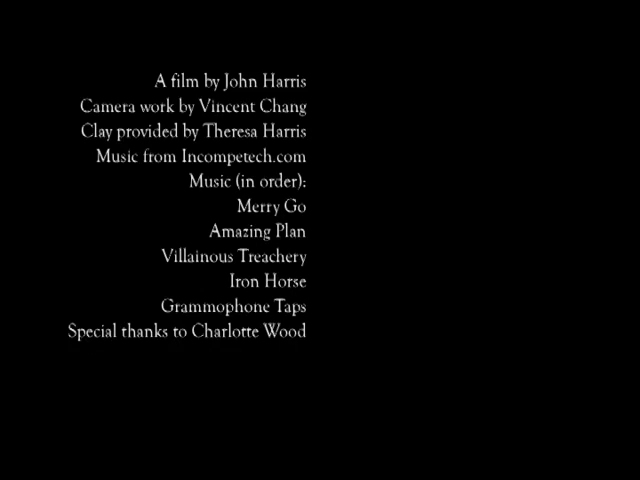 A film by John Harris
Camera work by Vincent Chang
Clay provided by Theresa Harris
Music from Incompetech.com
Music (in order):
Merry Go
Amazing Plan
Villainous Treachery
Iron Horse
Grammophone Taps
Special thanks to Charlotte Wood